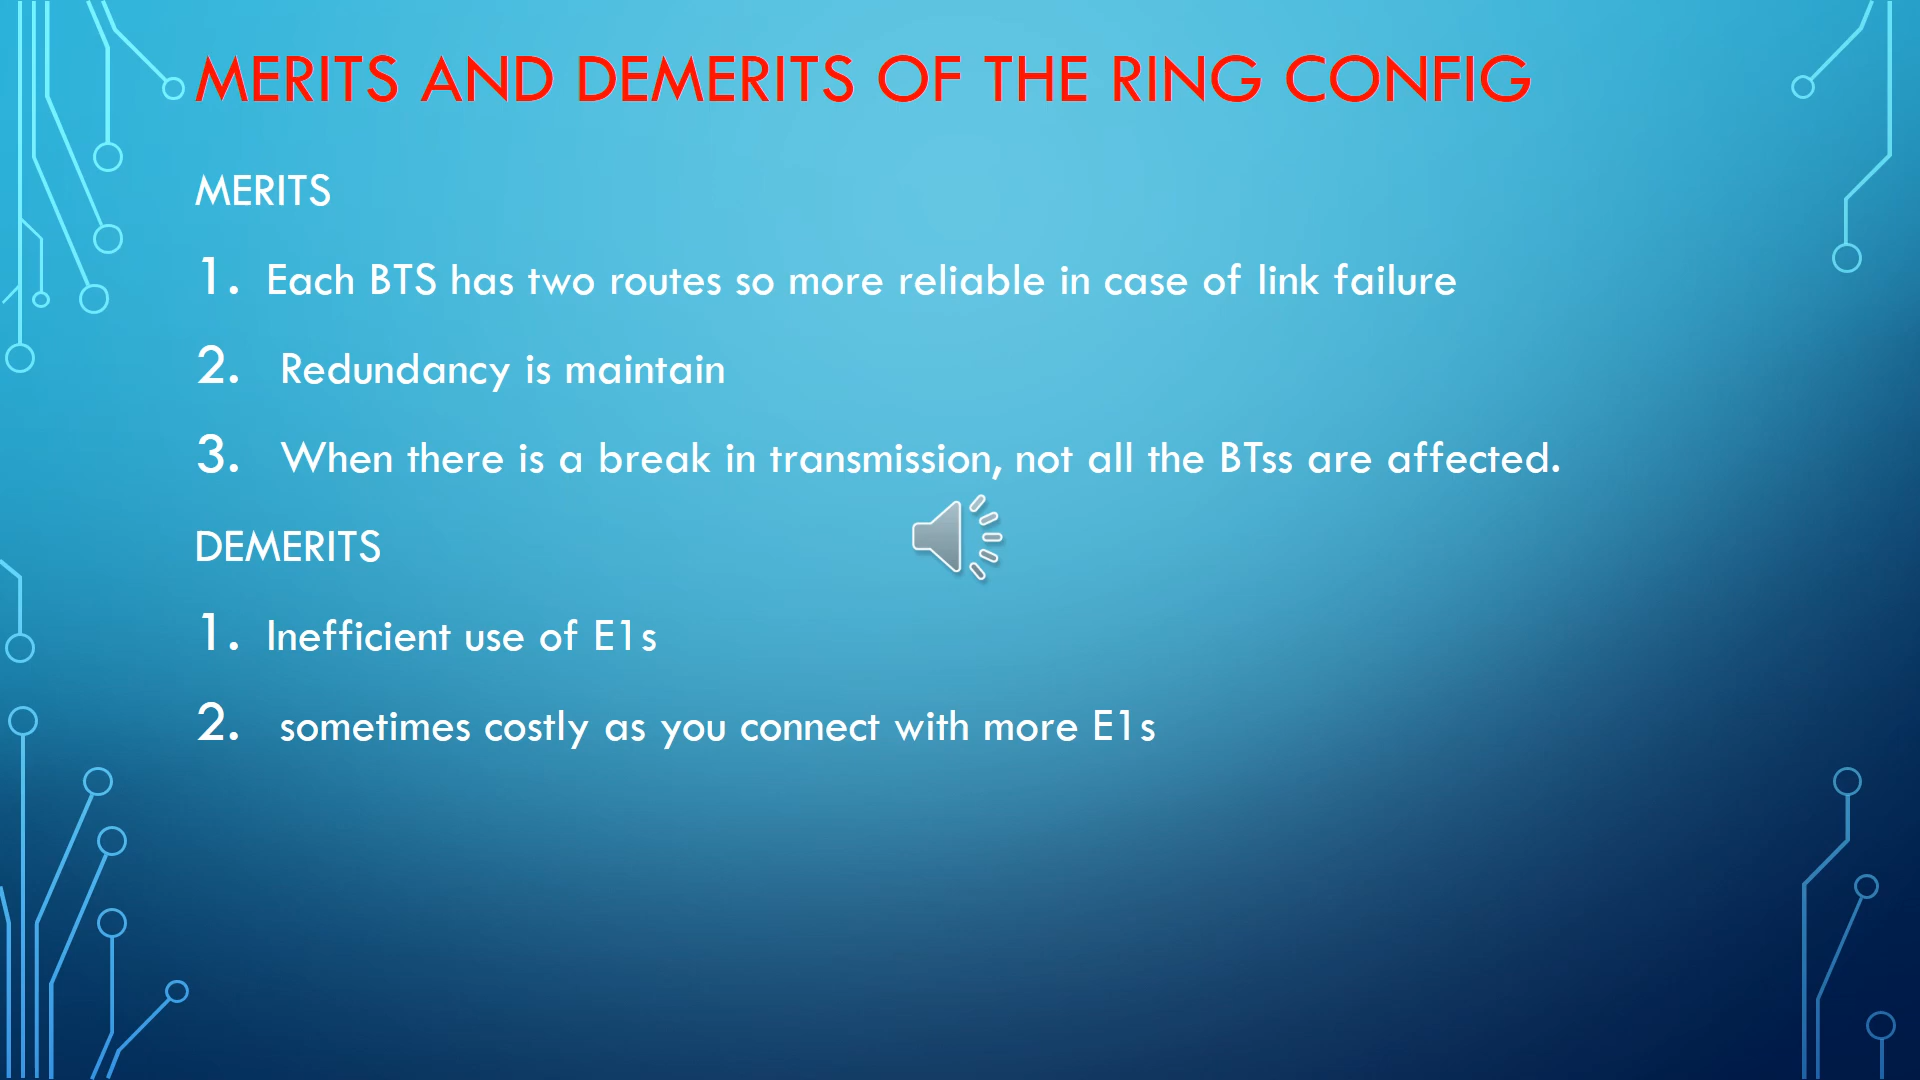 MERITS AND DEMERITS OF THE RING CONFIG
MERITS
1. Each BTS has two routes so more reliable in case of link failure
2. Redundancy is maintain
3. When there is a break in transmission, not all the BTss are affected.
DEMERITS
1. Inefficient use of E1s
2. sometimes costly as you connect with more E1s